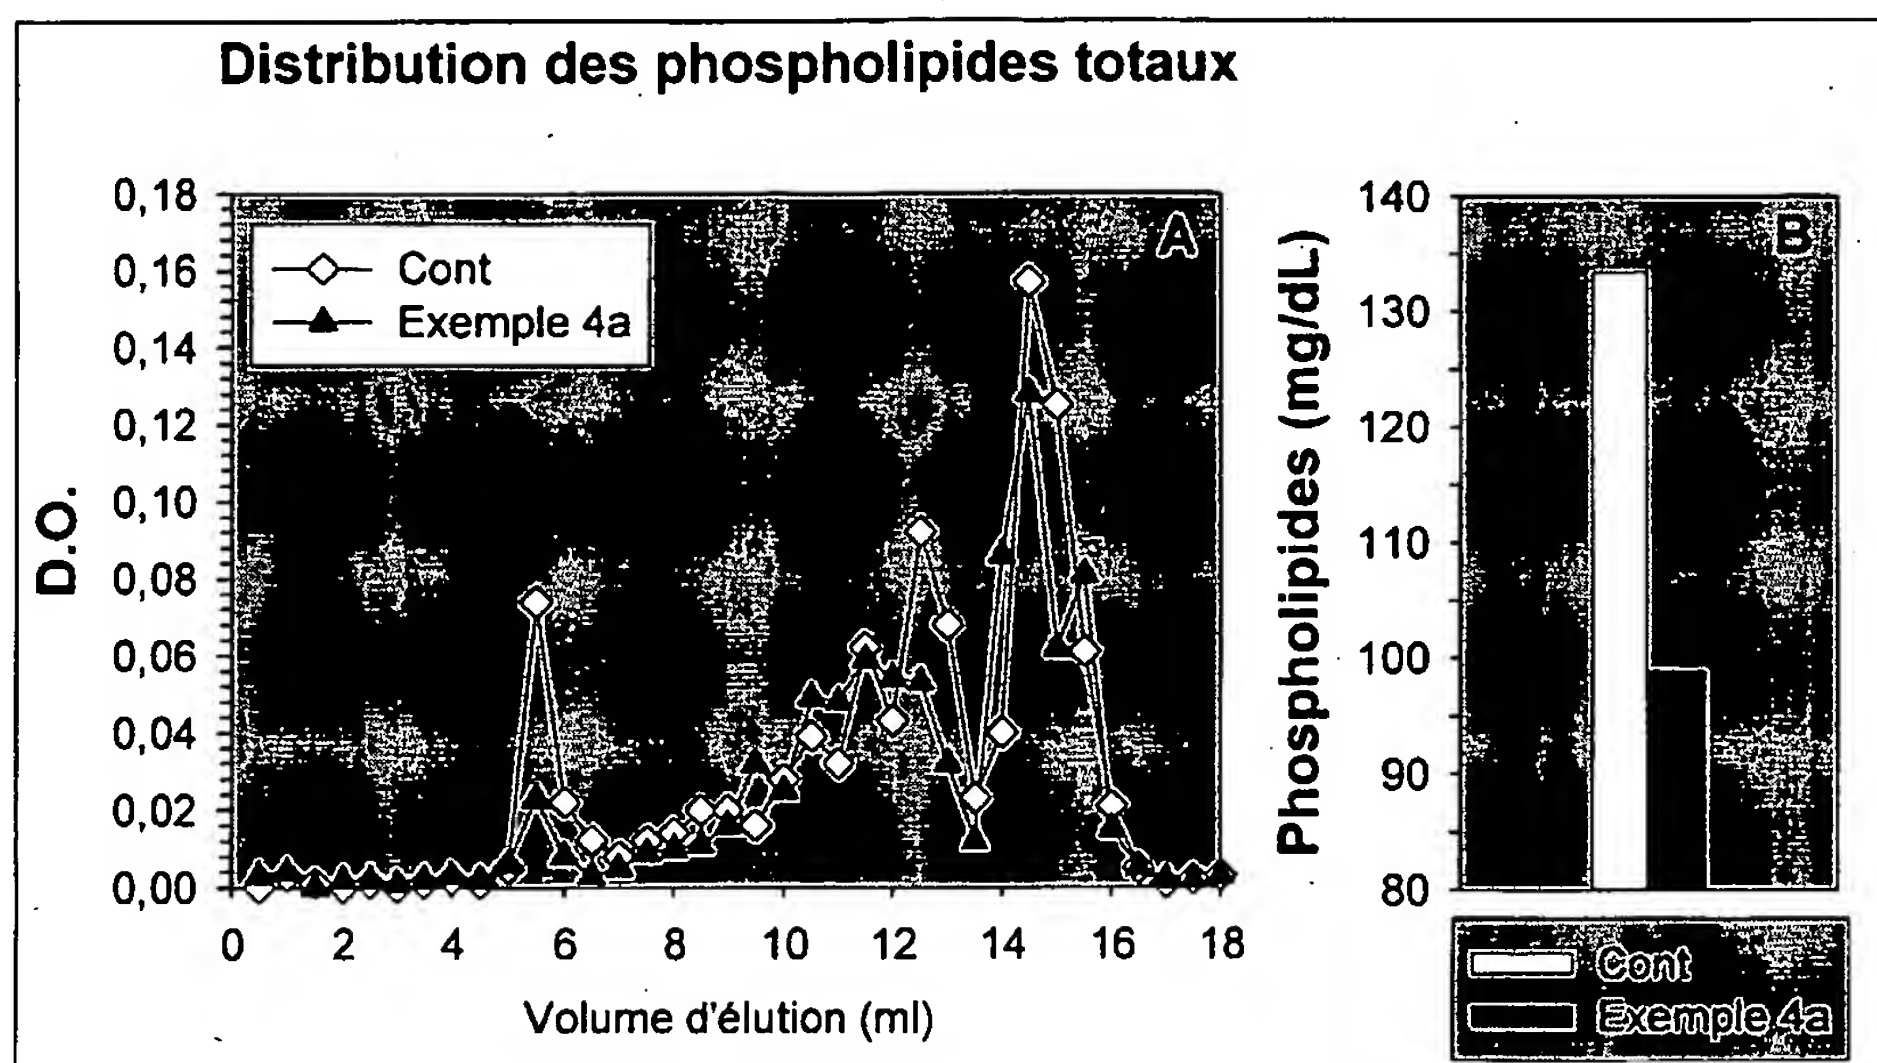 Distribution des phospholipides totaux
A
Cont
Exemple 4a
D.O.
0,18
0,16
0,14
0,12
0,10
0,08
0,06
0,04
0,02
0,00
0 2 4 6 8 10 12 14 16 18
Volume d'élution (ml)
B
Phospholipides (mg/dL)
140
130
120
110
100
90
80
Cont
Exemple 4a